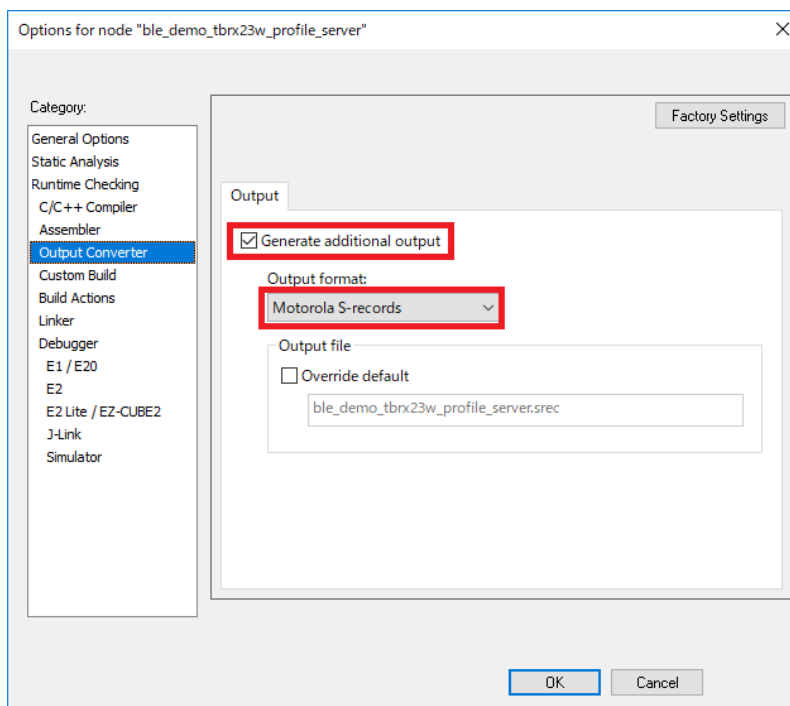 Options for node "ble_demo_tbrx23w_profile_server"
Category:
Factory Settings
General Options
Static Analysis
Runtime Checking
C/C++ Compiler
Assembler
Output Converter
Custom Build
Build Actions
Linker
Debugger
E1 / E20
E2
E2 Lite / EZ-CUBE2
J-Link
Simulator
Output
Generate additional output
Output format:
Motorola S-records
Output file
Override default
ble_demo_tbrx23w_profile_server.srec
OK
Cancel